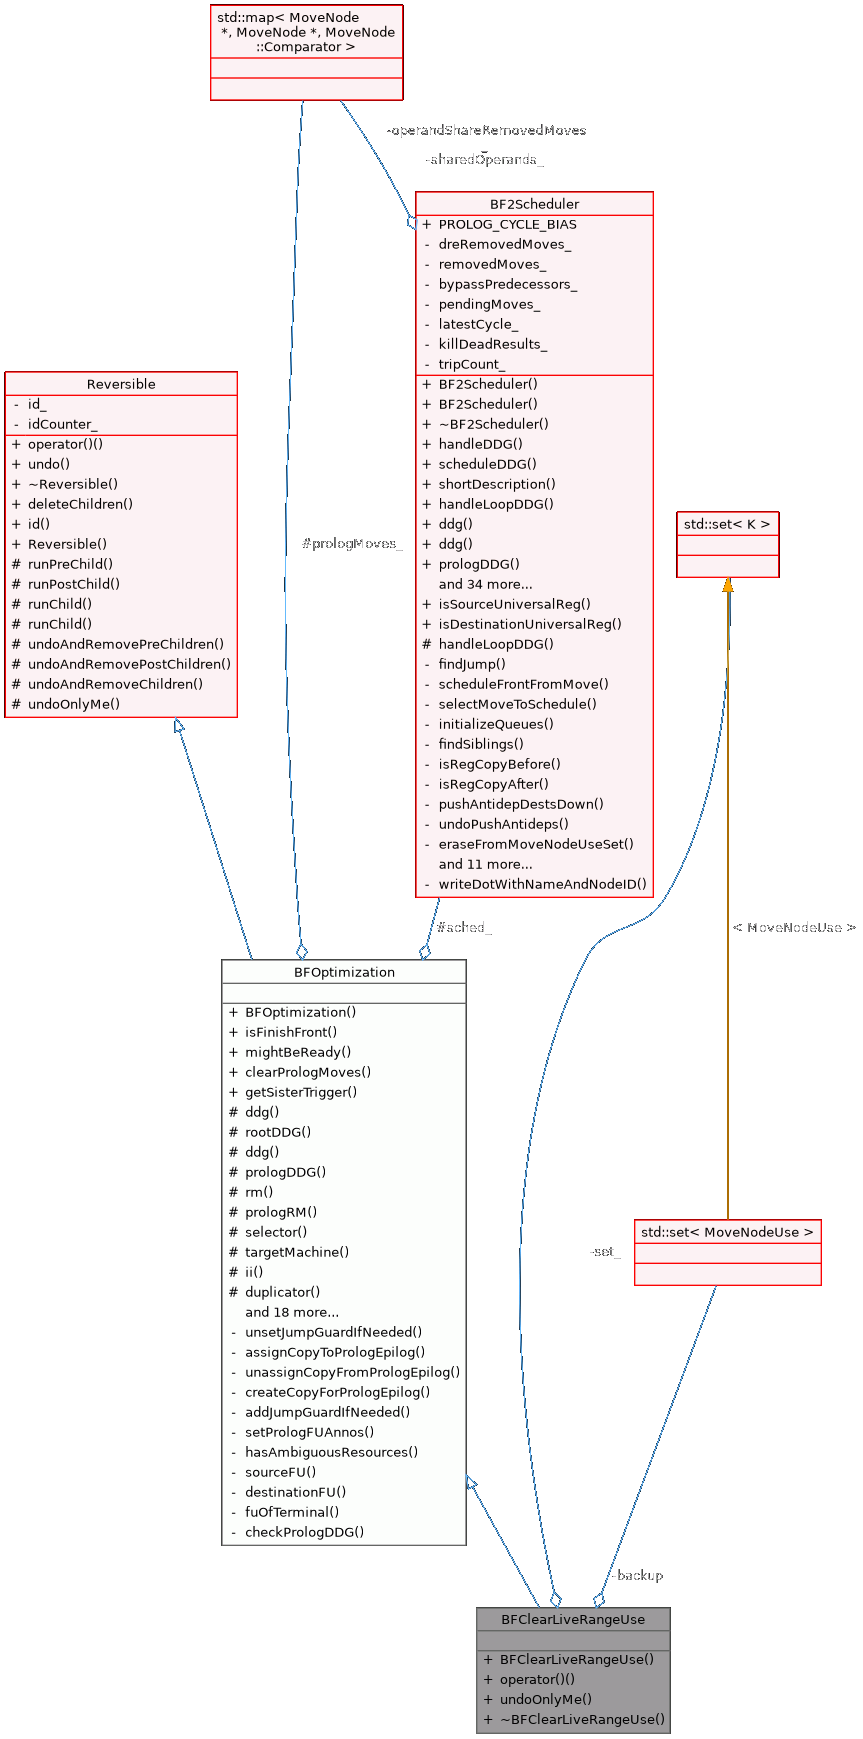 std::map< MoveNode
*, MoveNode *, MoveNode
::Comparator >
-operandShareRemovedMoves_
-sharedOperands_
BF2Scheduler
+ PROLOG_CYCLE_BIAS
- dreRemovedMoves_
- removedMoves_
- bypassPredecessors_
- pendingMoves_
- latestCycle_
- killDeadResults_
- tripCount_
+ BF2Scheduler()
+ BF2Scheduler()
+ ~BF2Scheduler()
+ handleDDG()
+ scheduleDDG()
+ shortDescription()
+ handleLoopDDG()
+ ddg()
+ ddg()
+ prologDDG()
and 34 more...
+ isSourceUniversalReg()
+ isDestinationUniversalReg()
# handleLoopDDG()
- findJump()
- scheduleFrontFromMove()
- selectMoveToSchedule()
- initializeQueues()
- findSiblings()
- isRegCopyBefore()
- isRegCopyAfter()
- pushAntidepDestsDown()
- undoPushAntideps()
- eraseFromMoveNodeUseSet()
and 11 more...
- writeDotWithNameAndNodeID()
Reversible
- id_
- idCounter_
+ operator()()
+ undo()
+ ~Reversible()
+ deleteChildren()
+ id()
+ Reversible()
# runPreChild()
# runPostChild()
# runChild()
# runChild()
# undoAndRemovePreChildren()
# undoAndRemovePostChildren()
# undoAndRemoveChildren()
# undoOnlyMe()
#prologMoves_
std::set< K >
#sched_
< MoveNodeUse >
BFOptimization
+ BFOptimization()
+ isFinishFront()
+ mightBeReady()
+ clearPrologMoves()
+ getSisterTrigger()
# ddg()
# rootDDG()
# ddg()
# prologDDG()
# rm()
# prologRM()
# selector()
# targetMachine()
# ii()
# duplicator()
and 18 more...
- unsetJumpGuardIfNeeded()
- assignCopyToPrologEpilog()
- unassignCopyFromPrologEpilog()
- createCopyForPrologEpilog()
- addJumpGuardIfNeeded()
- setPrologFUAnnos()
- hasAmbiguousResources()
- sourceFU()
- destinationFU()
- fuOfTerminal()
- checkPrologDDG()
std::set< MoveNodeUse >
-set_
-backup
BFClearLiveRangeUse
+ BFClearLiveRangeUse()
+ operator()()
+ undoOnlyMe()
+ ~BFClearLiveRangeUse()